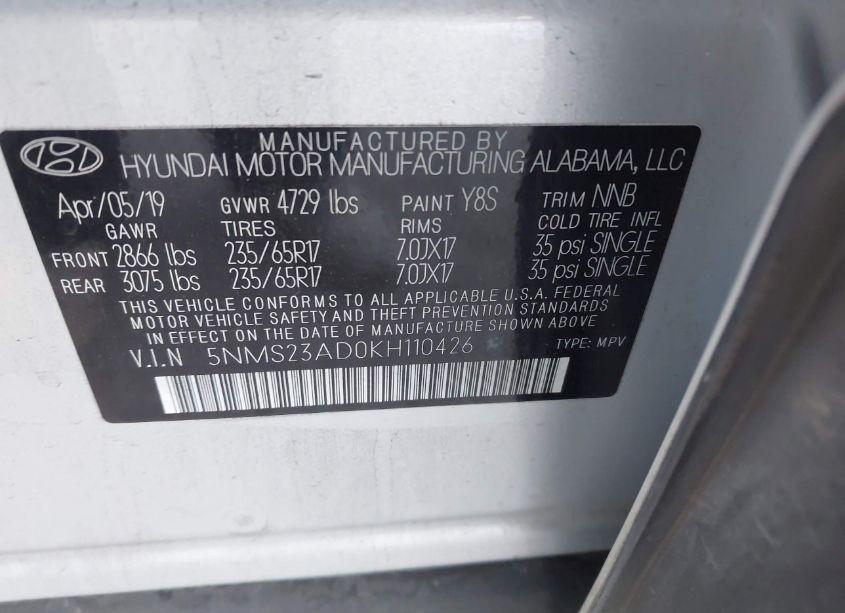 MANUFACTURED BY
HYUNDAI MOTOR MANUFACTURING ALABAMA, LLC
Apr/05/19 GVWR 4729 lbs PAINT Y8S TRIM NNB
GAWR TIRES RIMS COLD TIRE INFL
FRONT 2866 lbs 235/65R17 7.0JX17 35 psi SINGLE
REAR 3075 lbs 235/65R17 7.0JX17 35 psi SINGLE
THIS VEHICLE CONFORMS TO ALL APPLICABLE U.S.A. FEDERAL
MOTOR VEHICLE SAFETY AND THEFT PREVENTION STANDARDS
IN EFFECT ON THE DATE OF MANUFACTURE SHOWN ABOVE
V.I.N 5NMS23AD0KH110426 TYPE: MPV